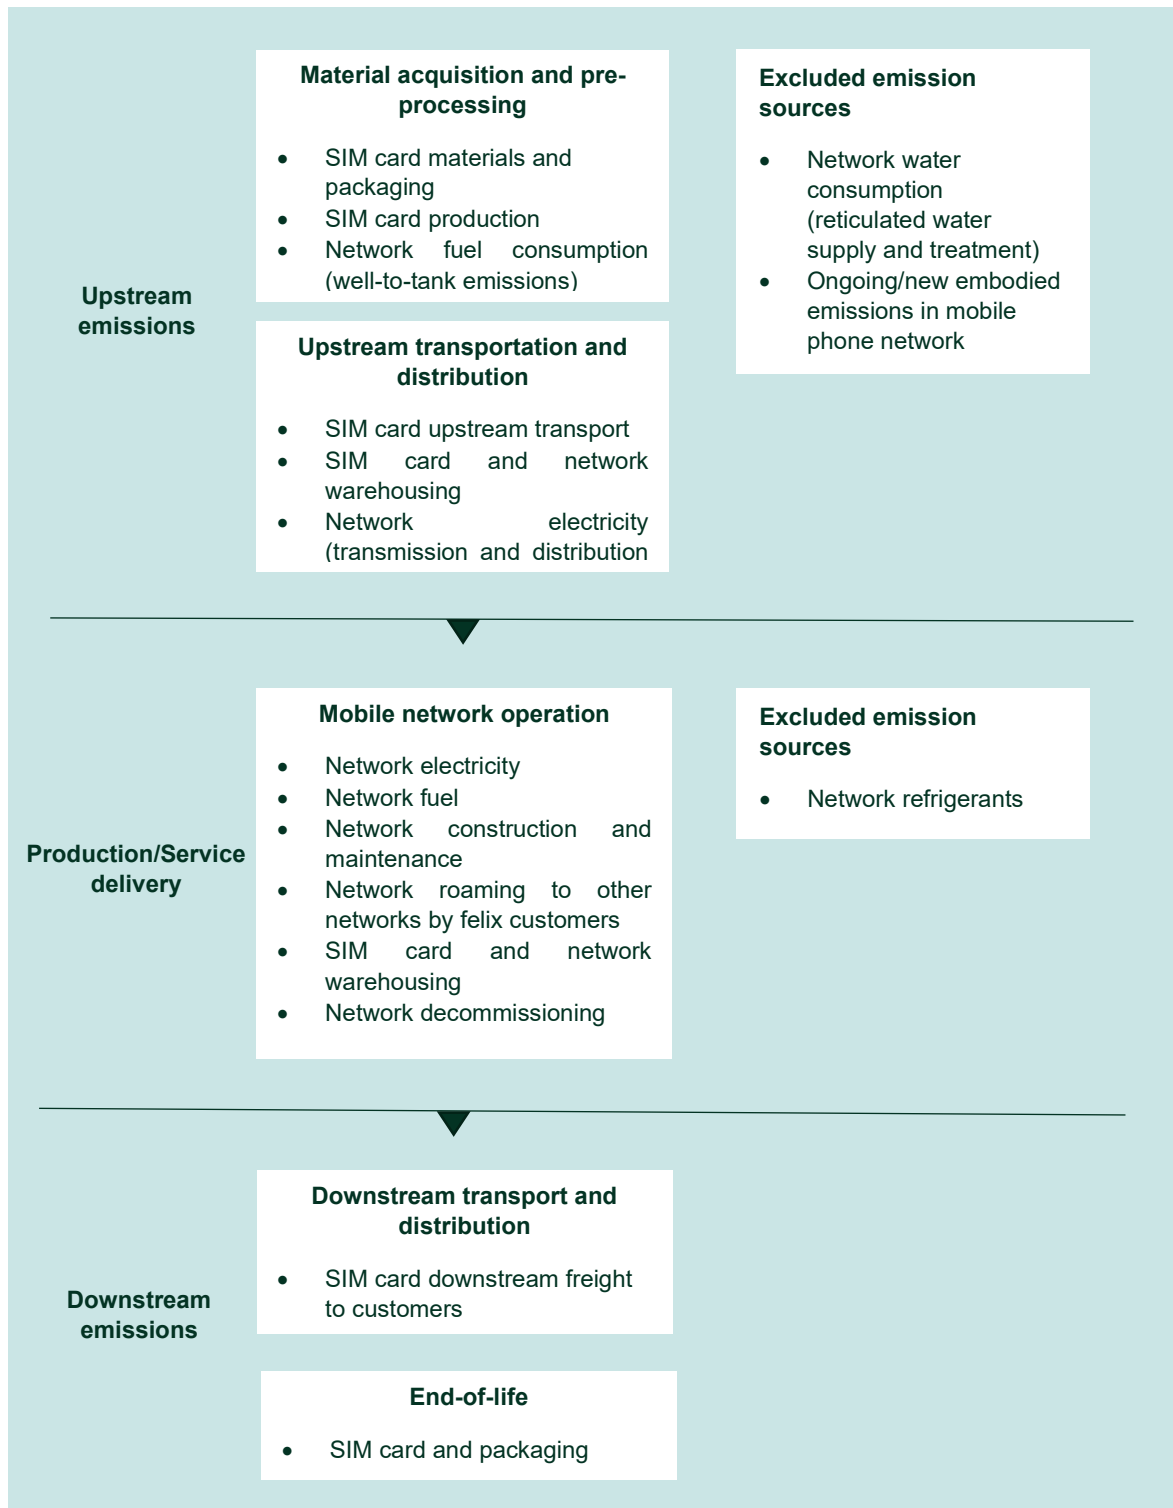 Material acquisition and pre-
processing
• SIM card materials and
packaging
• SIM card production
• Network fuel consumption
(well-to-tank emissions)
Excluded emission
sources
• Network water
consumption
(reticulated water
supply and treatment)
• Ongoing/new embodied
emissions in mobile
phone network
Upstream
emissions
Upstream transportation and
distribution
• SIM card upstream transport
• SIM card and network
warehousing
• Network electricity
(transmission and distribution
Mobile network operation
• Network electricity
• Network fuel
• Network construction and
maintenance
• Network roaming to other
networks by felix customers
• SIM card and network
warehousing
• Network decommissioning
Excluded emission
sources
• Network refrigerants
Production/Service
delivery
Downstream transport and
distribution
• SIM card downstream freight
to customers
Downstream
emissions
End-of-life
• SIM card and packaging